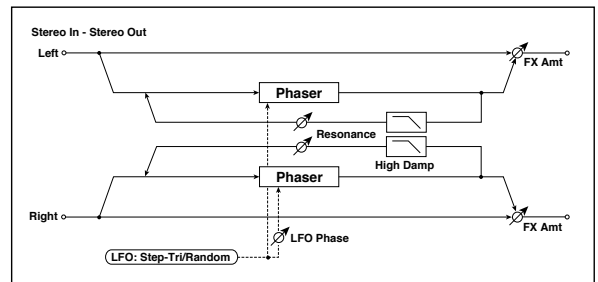 Stereo In - Stereo Out
Left
FX Amt
Phaser
Resonance
High Damp
Phaser
Right
LFO Phase
FX Amt
LFO: Step-Tri/Random